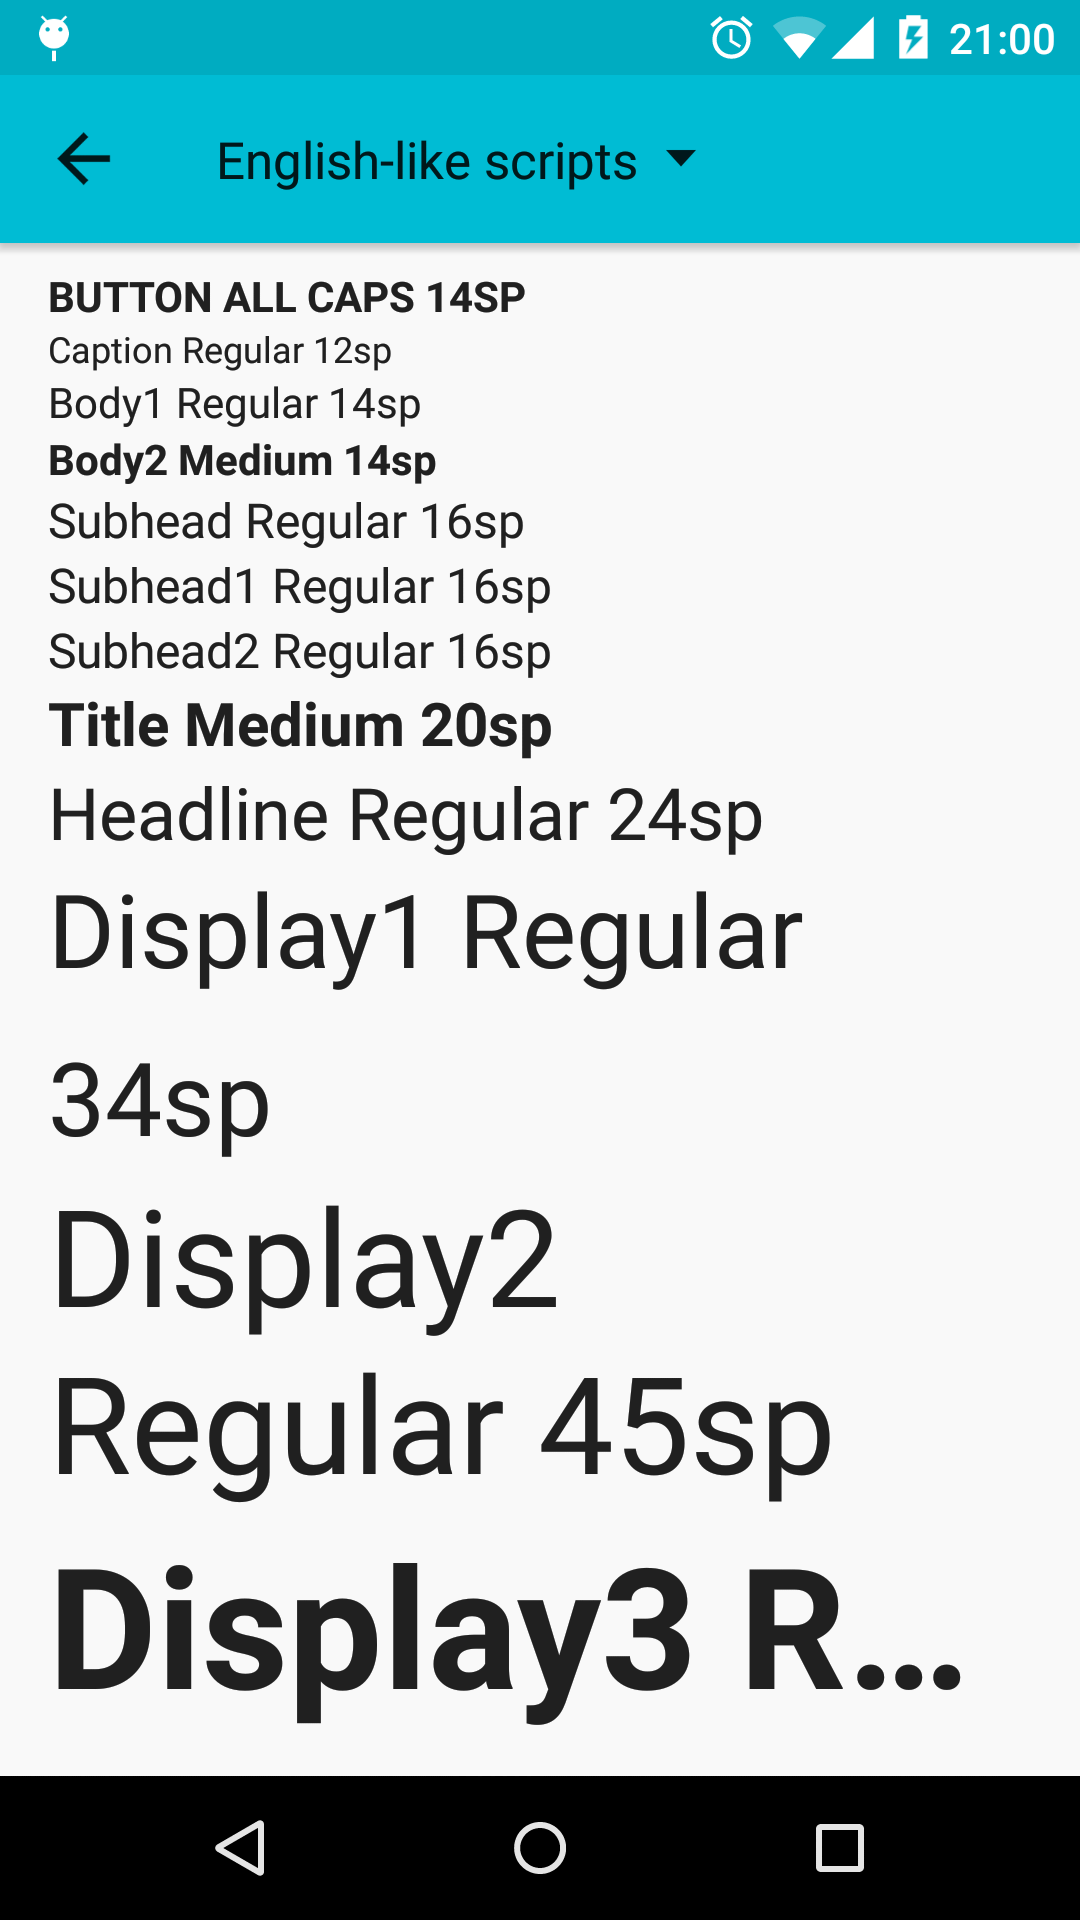 21:00
English-like scripts
BUTTON ALL CAPS 14SP
Caption Regular 12sp
Body1 Regular 14sp
Body2 Medium 14sp
Subhead Regular 16sp
Subhead1 Regular 16sp
Subhead2 Regular 16sp
Title Medium 20sp
Headline Regular 24sp
Display1 Regular
34sp
Display2
Regular 45sp
Display3 R...